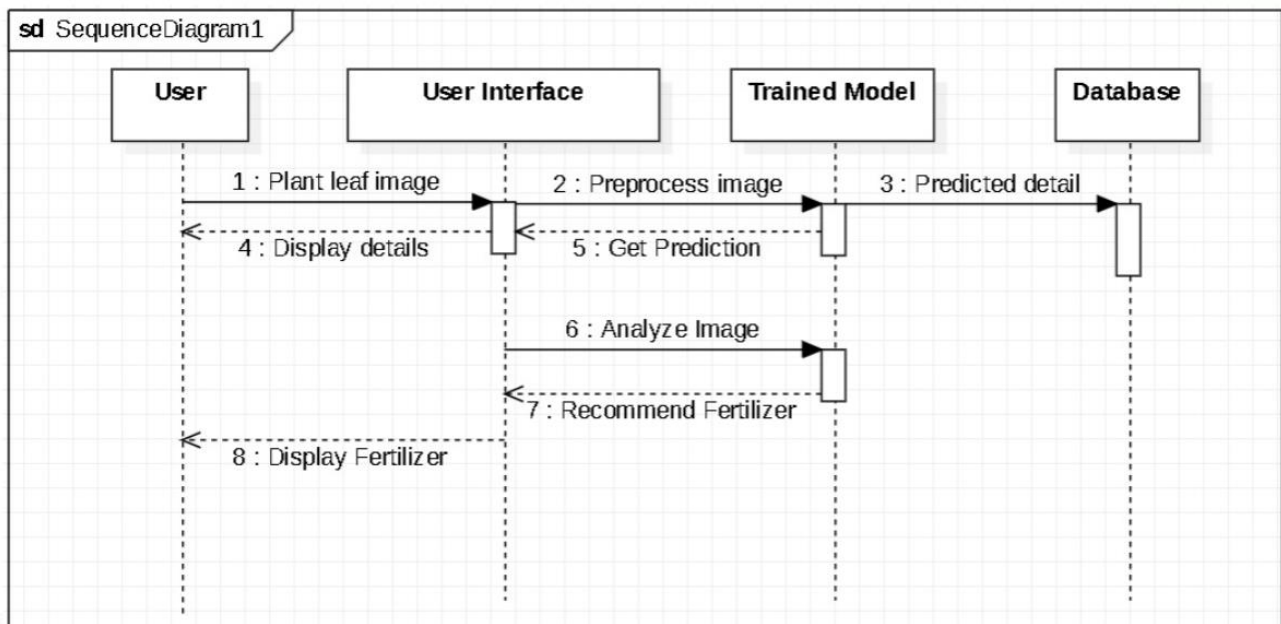 sd SequenceDiagram1
User
User Interface
Trained Model
Database
1 : Plant leaf image
2 : Preprocess image
3 : Predicted detail
4 : Display details
5 : Get Prediction
6 : Analyze Image
7 : Recommend Fertilizer
8 : Display Fertilizer